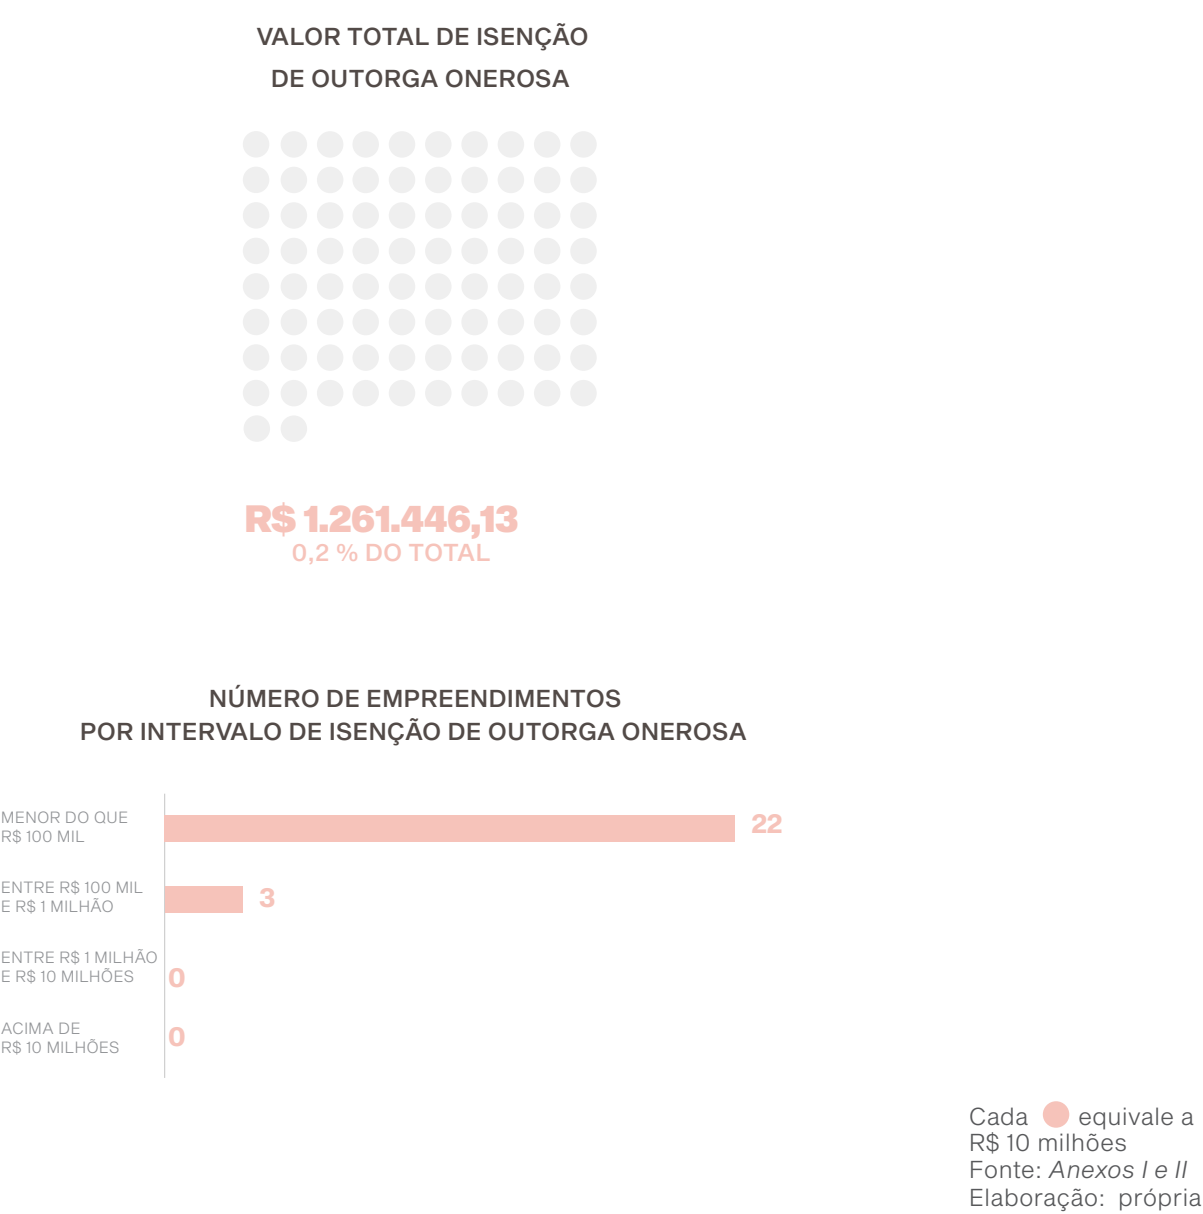 VALOR TOTAL DE ISENÇÃO
DE OUTORGA ONEROSA
R$ 1.261.446,13
0,2 % DO TOTAL
NÚMERO DE EMPREENDIMENTOS
POR INTERVALO DE ISENÇÃO DE OUTORGA ONEROSA
MENOR DO QUE
R$ 100 MIL
22
ENTRE R$ 100 MIL
E R$ 1 MILHÃO
3
ENTRE R$ 1 MILHÃO
E R$ 10 MILHÕES
0
ACIMA DE
R$ 10 MILHÕES
0
Cada equivale a
R$ 10 milhões
Fonte: Anexos I e II
Elaboração: própria